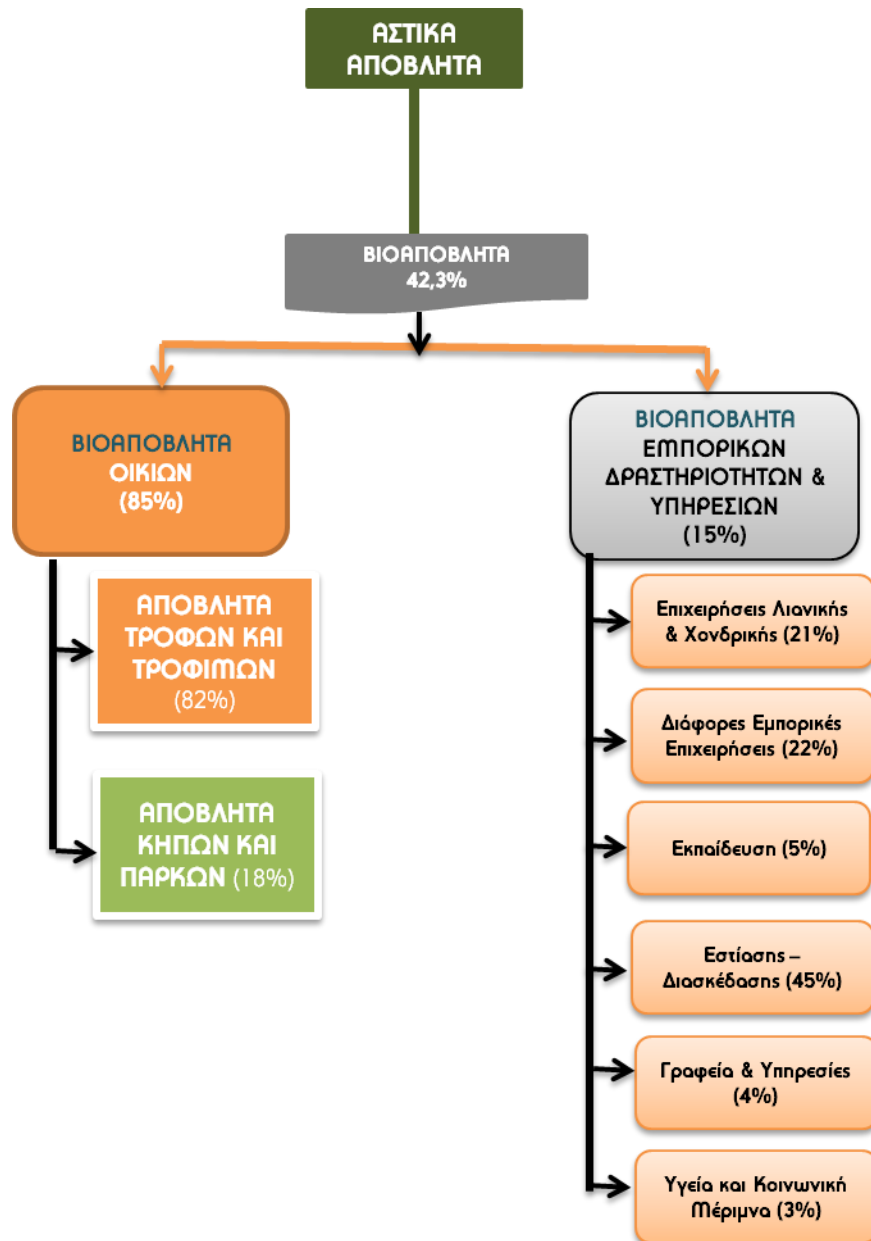 ΑΣΤΙΚΑ
ΑΠΟΒΛΗΤΑ
ΒΙΟΑΠΟΒΛΗΤΑ
42,3%
ΒΙΟΑΠΟΒΛΗΤΑ
ΟΙΚΙΩΝ
(85%)
ΑΠΟΒΛΗΤΑ
ΤΡΟΦΩΝ ΚΑΙ
ΤΡΟΦΙΜΩΝ
(82%)
ΑΠΟΒΛΗΤΑ
ΚΗΠΩΝ ΚΑΙ
ΠΑΡΚΩΝ (18%)
ΒΙΟΑΠΟΒΛΗΤΑ
ΕΜΠΟΡΙΚΩΝ
ΔΡΑΣΤΗΡΙΟΤΗΤΩΝ &
ΥΠΗΡΕΣΙΩΝ
(15%)
Επιχειρήσεις Λιανικής
& Χονδρικής (21%)
Διάφορες Εμπορικές
Επιχειρήσεις (22%)
Εκπαίδευση (5%)
Εστίασης –
Διασκέδασης (45%)
Γραφεία & Υπηρεσίες
(4%)
Υγεία και Κοινωνική
Μέριμνα (3%)